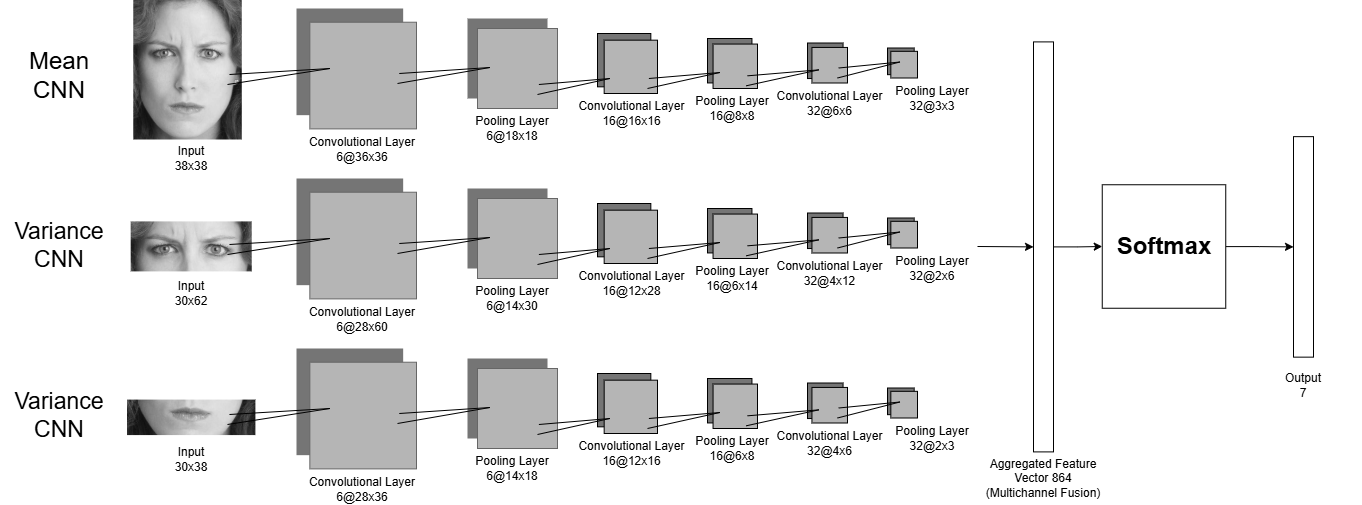 Mean
CNN
Input
38x38
Convolutional Layer
6@36x36
Pooling Layer
6@18x18
Convolutional Layer
16@16x16
Pooling Layer
16@8x8
Convolutional Layer
32@6x6
Pooling Layer
32@3x3
Variance
CNN
Input
30x62
Convolutional Layer
6@28x60
Pooling Layer
6@14x30
Convolutional Layer
16@12x28
Pooling Layer
16@6x14
Convolutional Layer
32@4x12
Pooling Layer
32@2x6
Variance
CNN
Input
30x38
Convolutional Layer
6@28x36
Pooling Layer
6@14x18
Convolutional Layer
16@12x16
Pooling Layer
16@6x8
Convolutional Layer
32@4x6
Pooling Layer
32@2x3
Aggregated Feature
Vector 864
(Multichannel Fusion)
Softmax
Output
7